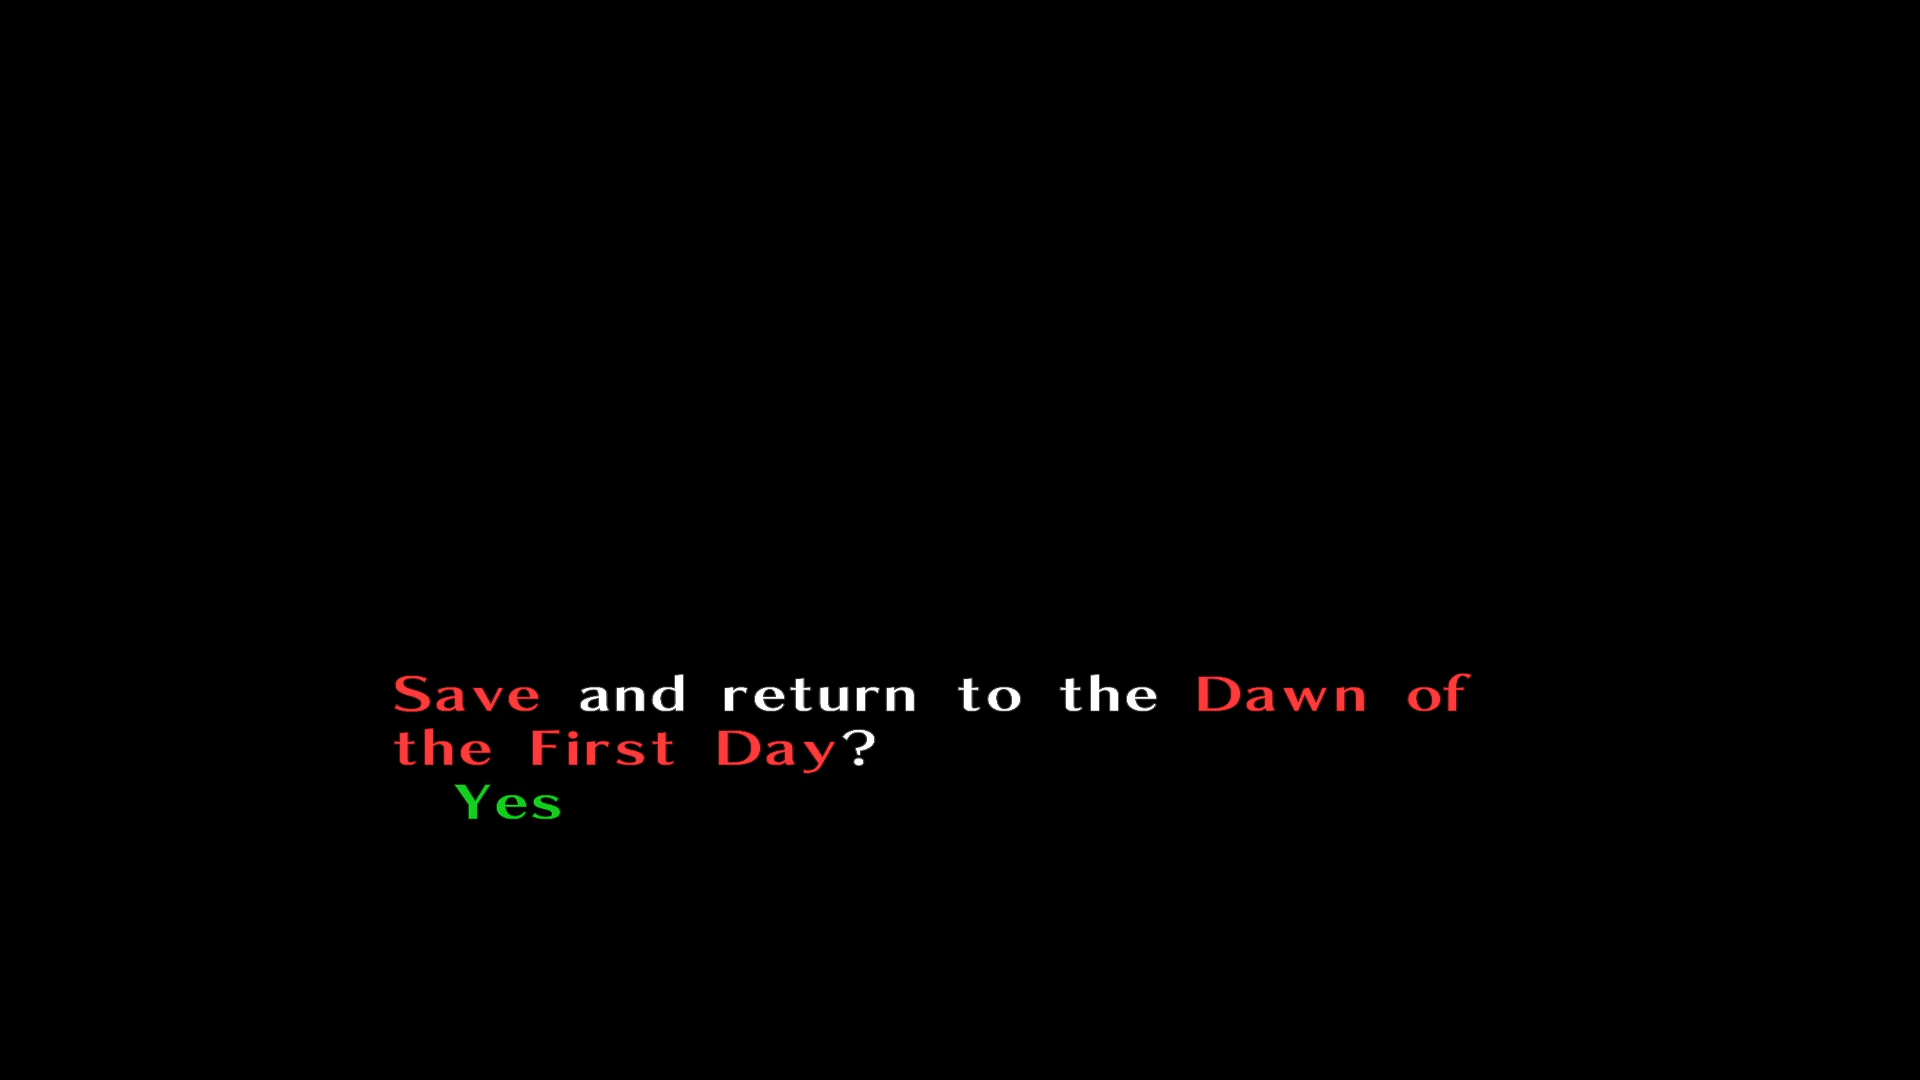 Save and return to the Dawn of
the First Day?
Yes